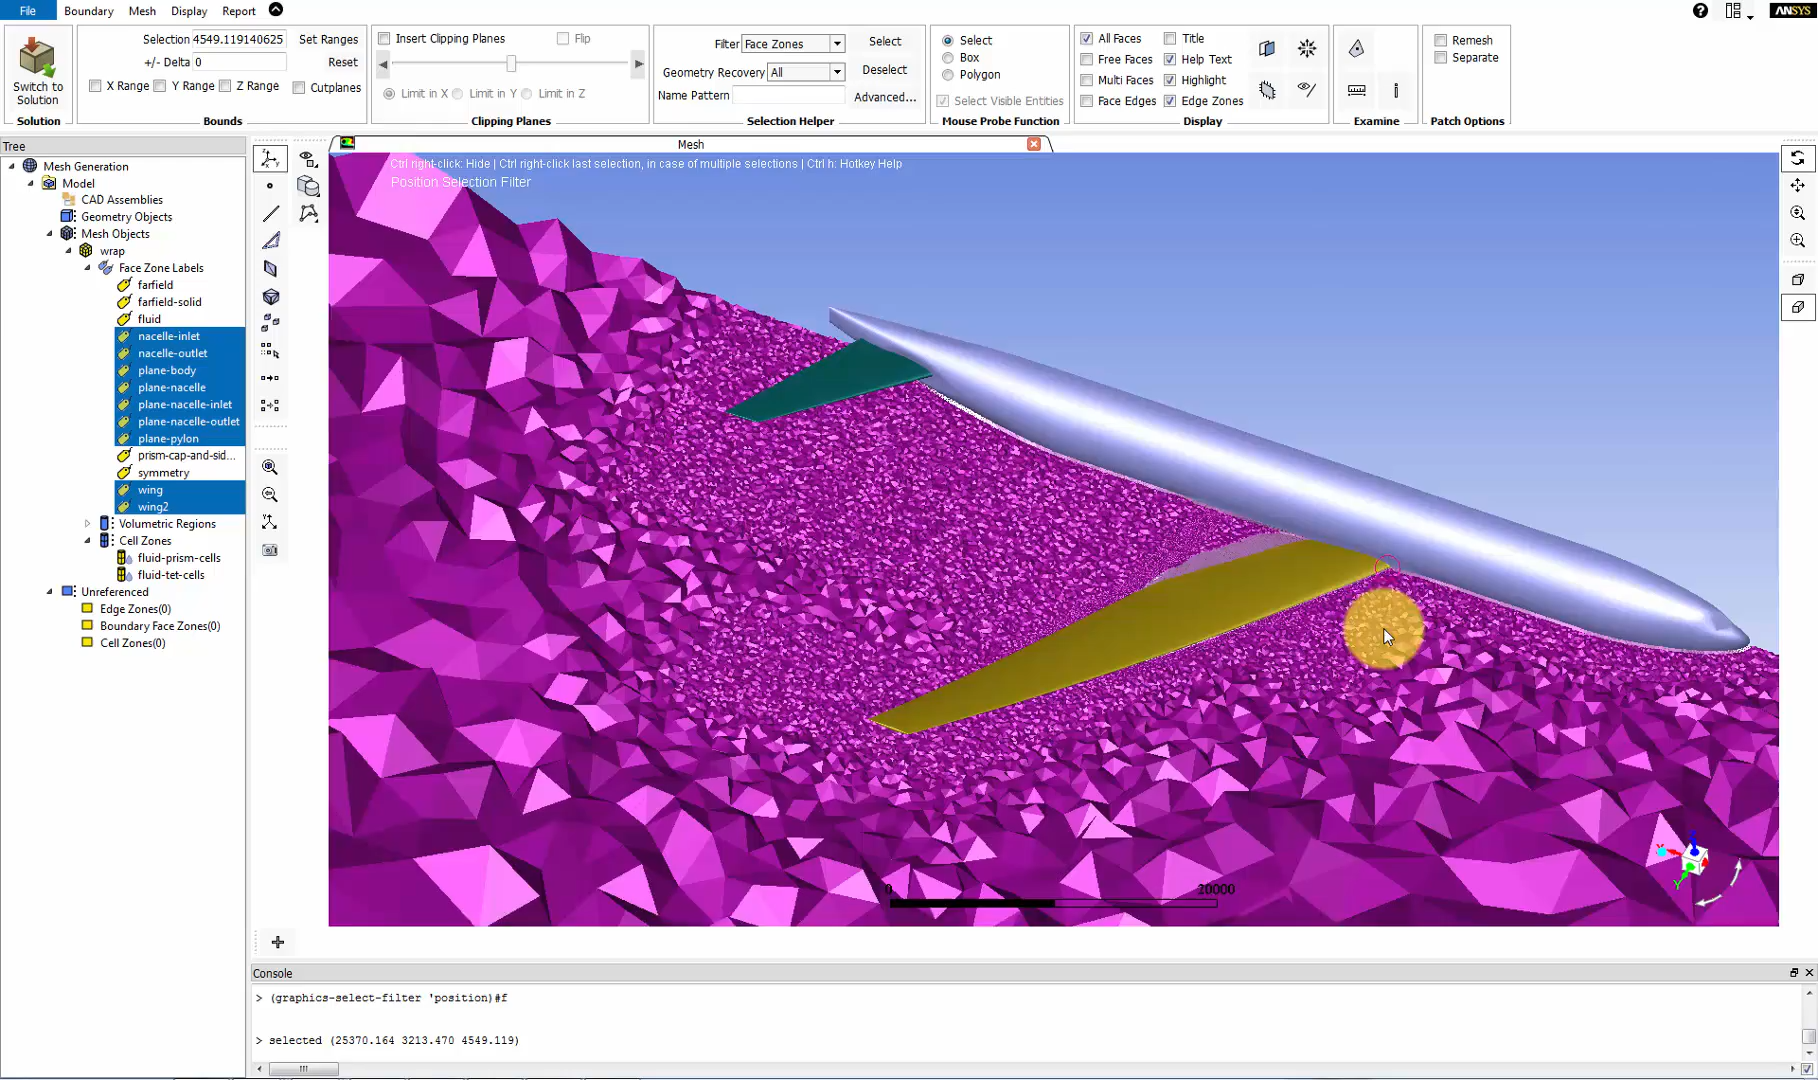 File Boundary Mesh Display Report
ANSYS
Switch to
Solution
Solution
Selection 4549.119140625 Set Ranges
+/- Delta 0 Reset
X Range Y Range Z Range Cutplanes
Bounds
Insert Clipping Planes Flip
Limit in X Limit in Y Limit in Z
Clipping Planes
Filter Face Zones Select
Geometry Recovery All Deselect
Name Pattern Advanced...
Selection Helper
Select
Box
Polygon
Select Visible Entities
Mouse Probe Function
All Faces Title
Free Faces Help Text
Multi Faces Highlight
Face Edges Edge Zones
Display
Examine
Remesh
Separate
Patch Options
Tree
Mesh Generation
Model
CAD Assemblies
Geometry Objects
Mesh Objects
wrap
Face Zone Labels
farfield
farfield-solid
fluid
nacelle-inlet
nacelle-outlet
plane-body
plane-nacelle
plane-nacelle-inlet
plane-nacelle-outlet
plane-pylon
prism-cap-and-sid...
symmetry
wing
wing2
Volumetric Regions
Cell Zones
fluid-prism-cells
fluid-tet-cells
Unreferenced
Edge Zones(0)
Boundary Face Zones(0)
Cell Zones(0)
Mesh
Ctrl right-click: Hide | Ctrl right-click last selection, in case of multiple selections | Ctrl h: Hotkey Help
Position Selection Filter
0 20000
X Y Z
Console
> (graphics-select-filter 'position)#f
> selected (25370.164 3213.470 4549.119)